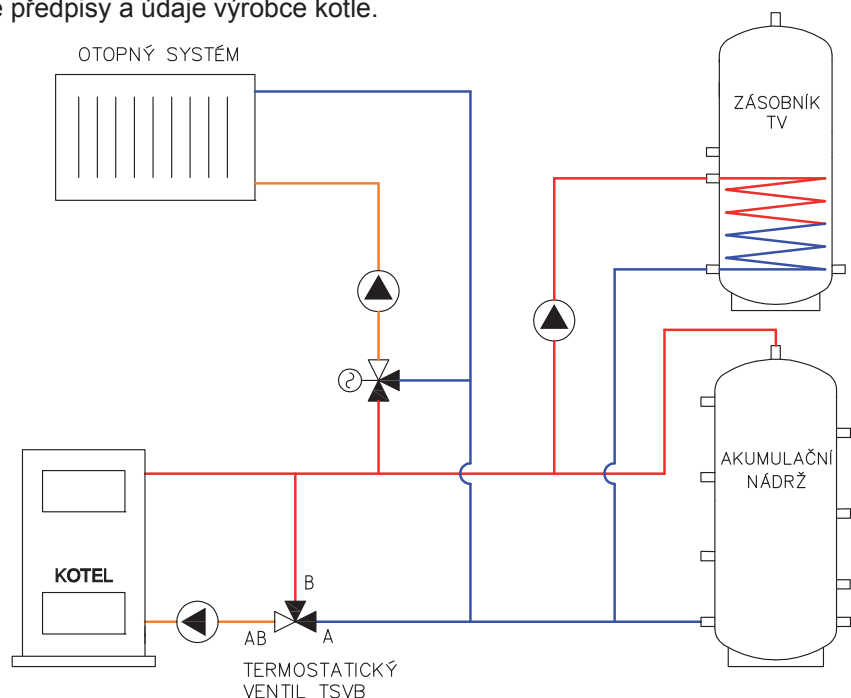 předpisy a údaje výrobce kotle.
OTOPNÝ SYSTÉM
ZÁSOBNÍK
TV
AKUMULAČNÍ
NÁDRŽ
KOTEL
B
AB
A
TERMOSTATICKÝ
VENTIL TSVB